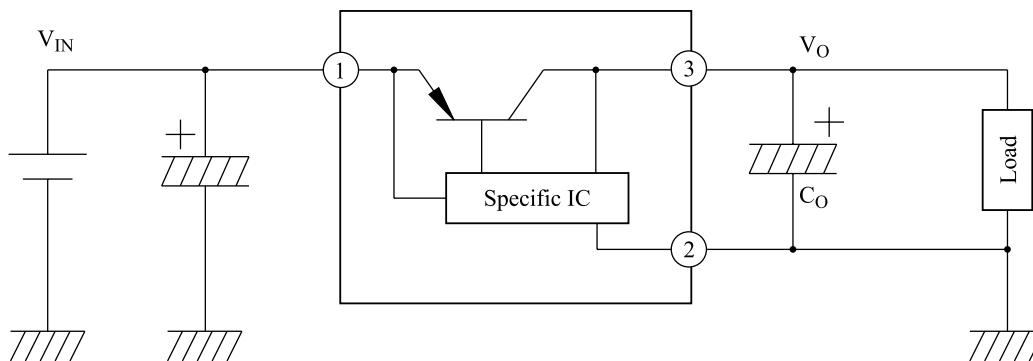 V_IN
1
3
V_O
+
+
Specific IC
Load
C_O
2